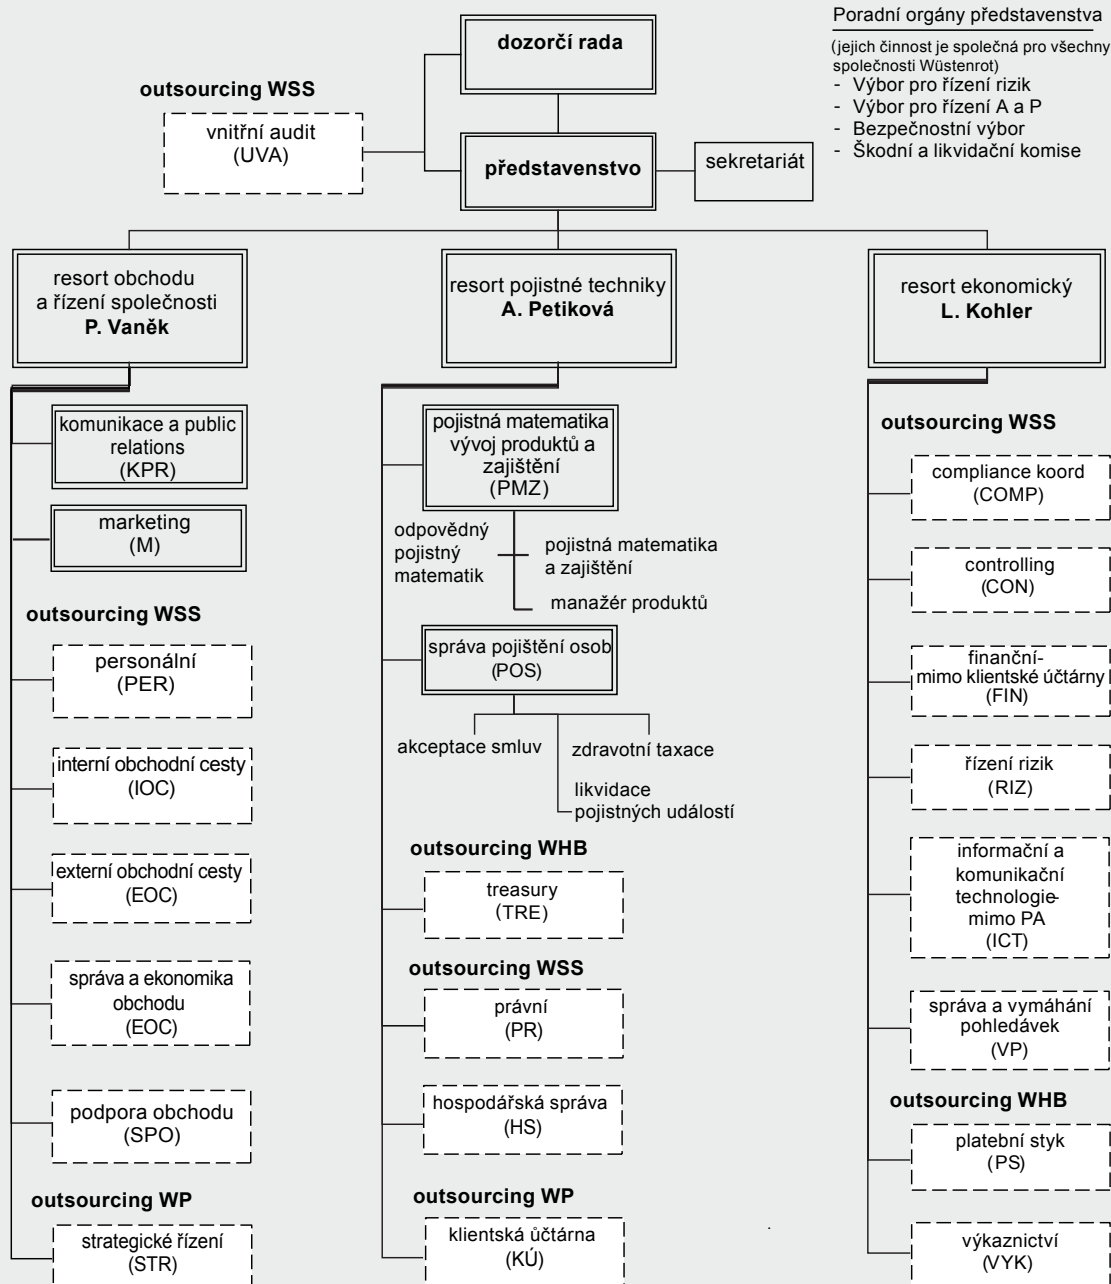 Poradní orgány představenstva
(jejich činnost je společná pro všechny
společnosti Wüstenrot)
- Výbor pro řízení rizik
- Výbor pro řízení A a P
- Bezpečnostní výbor
- Škodní a likvidační komise
dozorčí rada
outsourcing WSS
vnitřní audit
(UVA)
představenstvo
sekretariát
resort obchodu
a řízení společnosti
P. Vaněk
resort pojistné techniky
A. Petiková
resort ekonomický
L. Kohler
komunikace a public
relations
(KPR)
marketing
(M)
outsourcing WSS
personální
(PER)
interní obchodní cesty
(IOC)
externí obchodní cesty
(EOC)
správa a ekonomika
obchodu
(EOC)
podpora obchodu
(SPO)
outsourcing WP
strategické řízení
(STR)
pojistná matematika
vývoj produktů a
zajištění
(PMZ)
odpovědný
pojistný
matematik
pojistná matematika
a zajištění
manažér produktů
správa pojištění osob
(POS)
akceptace smluv
zdravotní taxace
likvidace
pojistných událostí
outsourcing WHB
treasury
(TRE)
outsourcing WSS
právní
(PR)
hospodářská správa
(HS)
outsourcing WP
klientská ůčtárna
(KÚ)
outsourcing WSS
compliance koord
(COMP)
controlling
(CON)
finanční-
mimo klientské účtárny
(FIN)
řízení rizik
(RIZ)
informační a
komunikační
technologie-
mimo PA
(ICT)
správa a vymáhání
pohledávek
(VP)
outsourcing WHB
platební styk
(PS)
výkaznictví
(VYK)